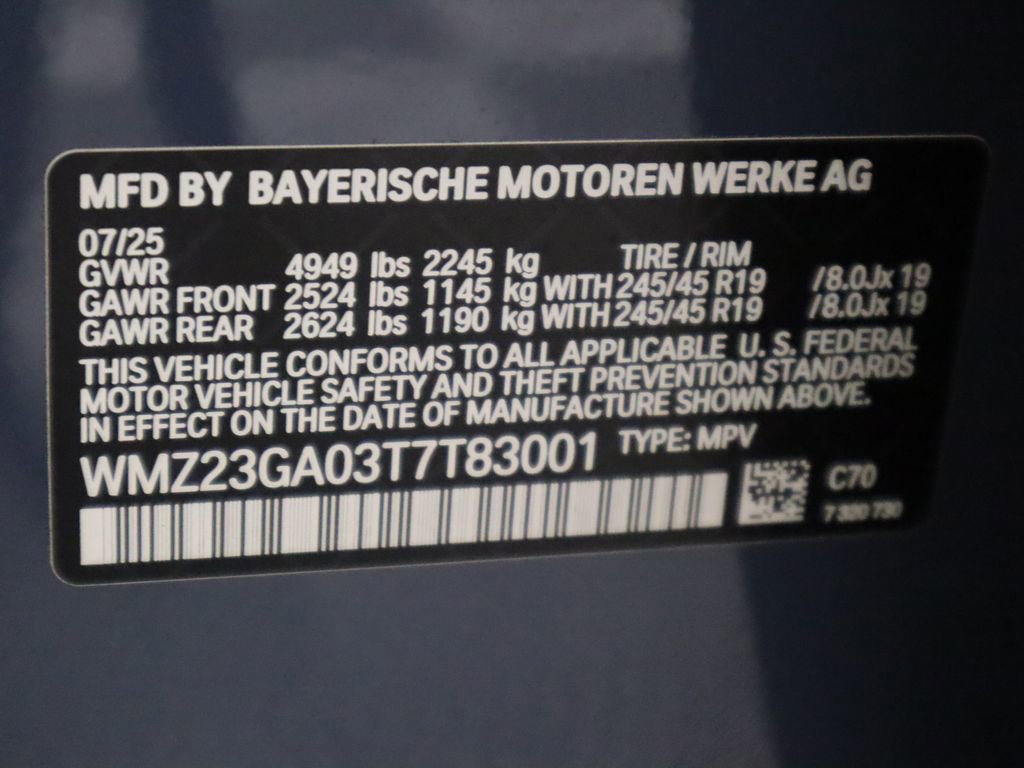 MFD BY BAYERISCHE MOTOREN WERKE AG
07/25
GVWR 4949 lbs 2245 kg TIRE / RIM
GAWR FRONT 2524 lbs 1145 kg WITH 245/45 R19 /8.0Jx 19
GAWR REAR 2624 lbs 1190 kg WITH 245/45 R19 /8.0Jx 19
THIS VEHICLE CONFORMS TO ALL APPLICABLE U. S. FEDERAL
MOTOR VEHICLE SAFETY AND THEFT PREVENTION STANDARDS
IN EFFECT ON THE DATE OF MANUFACTURE SHOWN ABOVE.
WMZ23GA03T7T83001 TYPE: MPV
C70